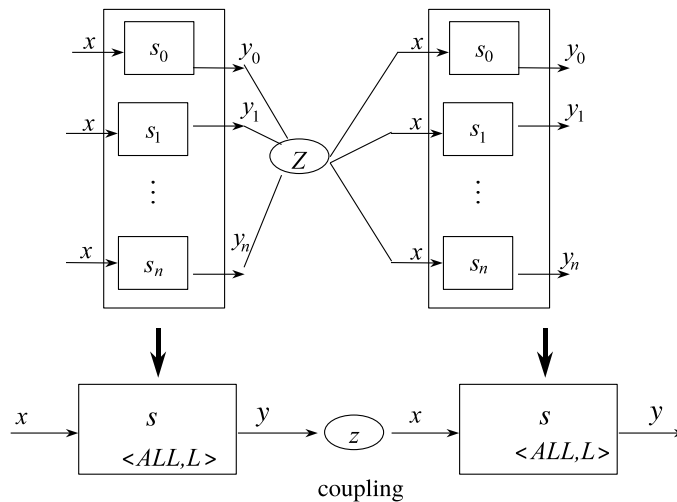 x s₀ y₀ x s₀ y₀
x s₁ y₁ x s₁ y₁
Z
⋮ ⋮
x sₙ yₙ x sₙ yₙ
x s y z x s y
<ALL,L> <ALL,L>
coupling